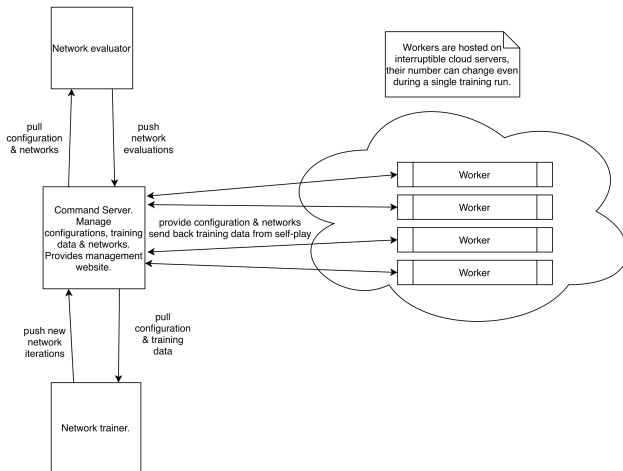 Network evaluator
Workers are hosted on
interruptible cloud servers,
their number can change even
during a single training run.
pull
configuration
& networks
push
network
evaluations
Worker
Worker
Worker
Worker
Command Server.
Manage
configurations, training
data & networks.
Provides management
website.
provide configuration & networks
send back training data from self-play
push new
network
iterations
pull
configuration
& training
data
Network trainer.